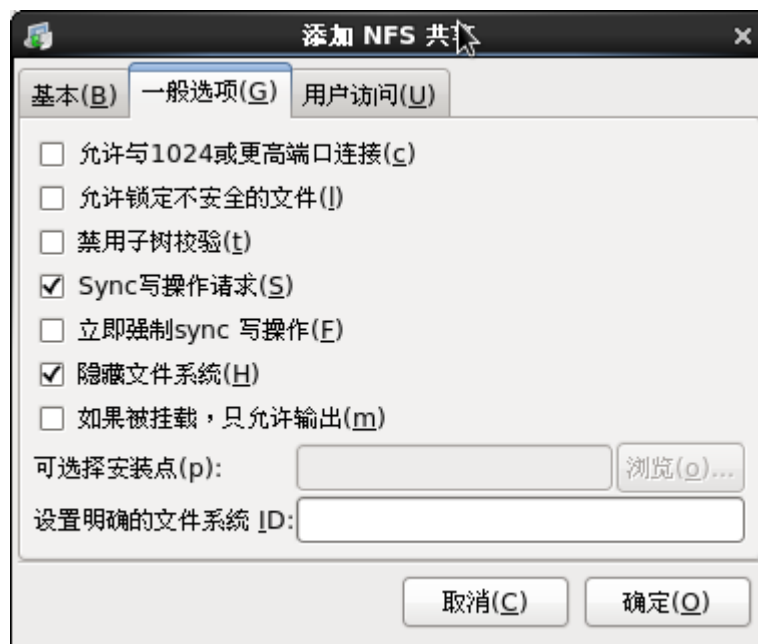 添加 NFS 共
基本(B) 一般选项(G) 用户访问(U)
允许与1024或更高端口连接(c)
允许锁定不安全的文件(l)
禁用子树校验(t)
Sync写操作请求(S)
立即强制sync 写操作(F)
隐藏文件系统(H)
如果被挂载，只允许输出(m)
可选择安装点(p): 浏览(o)...
设置明确的文件系统 ID:
取消(C) 确定(O)